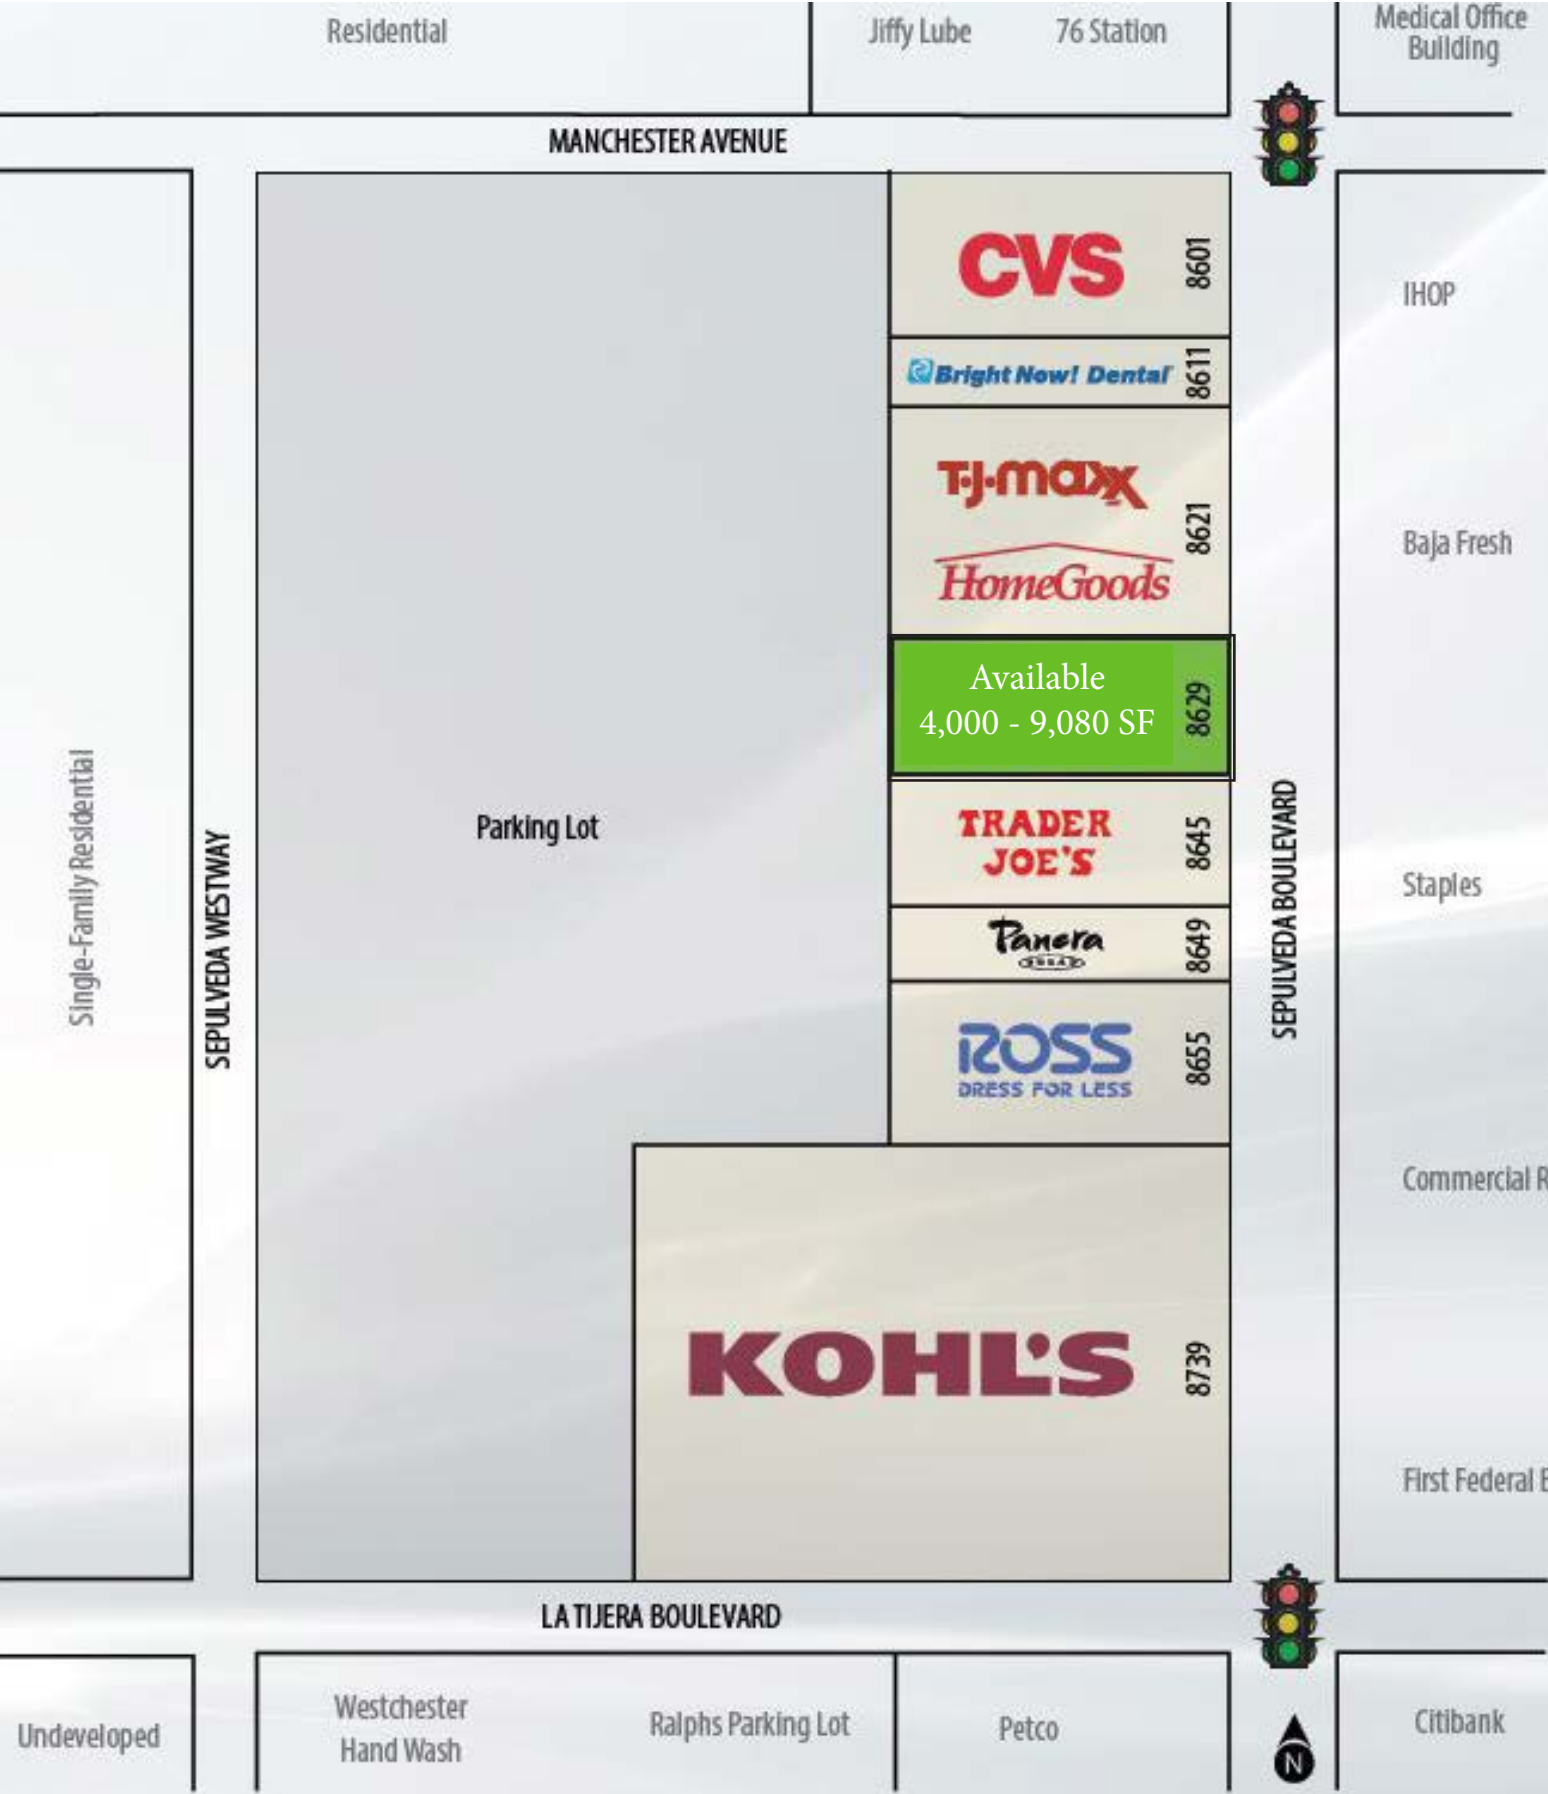 Residential
Jiffy Lube
76 Station
Medical Office
Building
MANCHESTER AVENUE
CVS
8601
IHOP
Bright Now! Dental
8611
T·J·maxx
HomeGoods
8621
Baja Fresh
Available
4,000 - 9,080 SF
8629
Single-Family Residential
SEPULVEDA WESTWAY
Parking Lot
TRADER
JOE'S
8645
SEPULVEDA BOULEVARD
Staples
Panera
BREAD
8649
ROSS
DRESS FOR LESS
8655
Commercial R
KOHL'S
8739
First Federal
LA TIJERA BOULEVARD
Undeveloped
Westchester
Hand Wash
Ralphs Parking Lot
Petco
Citibank
N